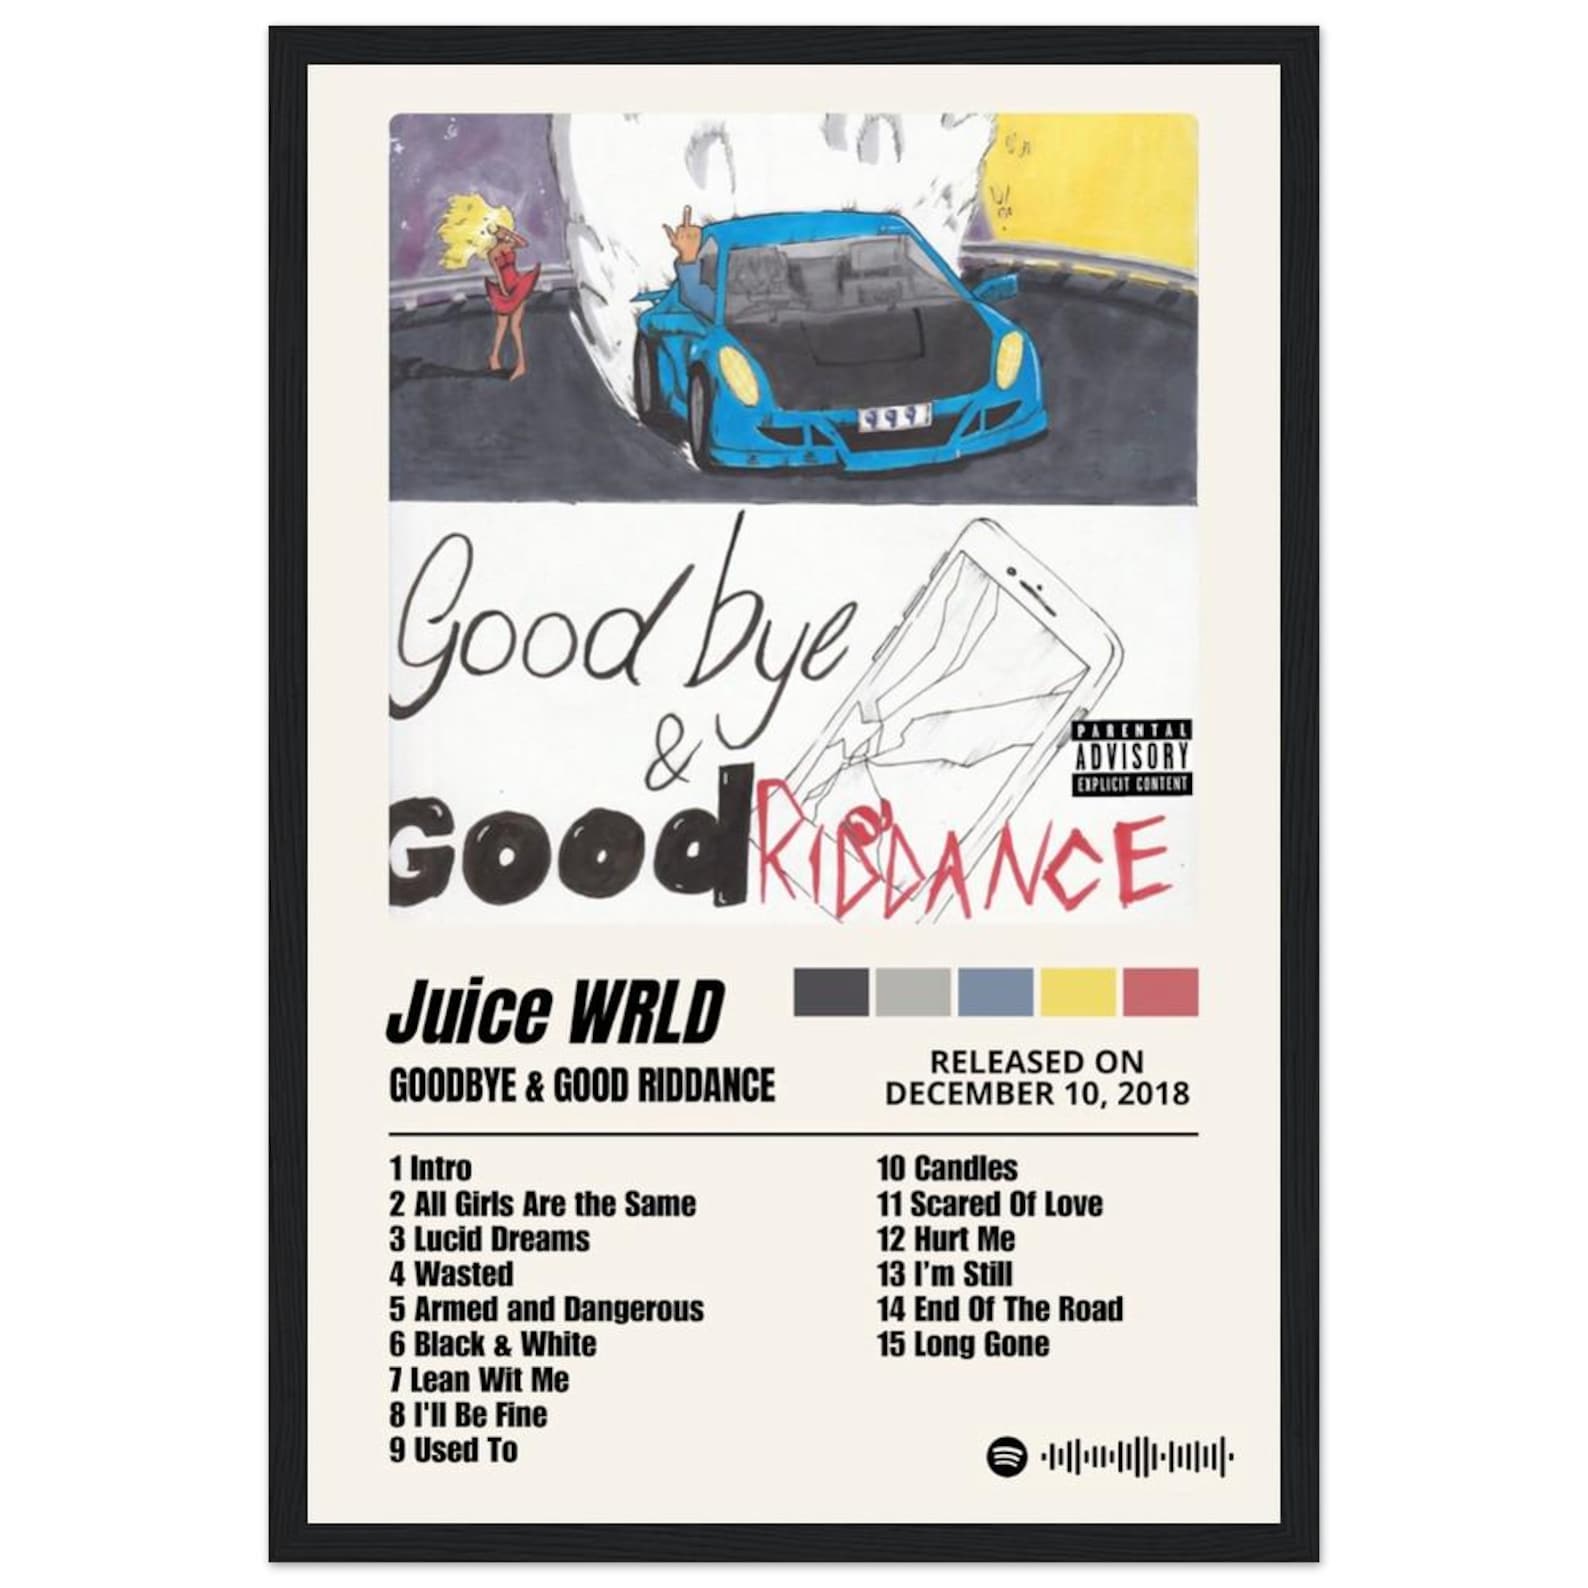 999
Goodbye
&
Good RIDDANCE
PARENTAL
ADVISORY
EXPLICIT CONTENT
Juice WRLD
GOODBYE & GOOD RIDDANCE
RELEASED ON
DECEMBER 10, 2018
1 Intro
2 All Girls Are the Same
3 Lucid Dreams
4 Wasted
5 Armed and Dangerous
6 Black & White
7 Lean Wit Me
8 I'll Be Fine
9 Used To
10 Candles
11 Scared Of Love
12 Hurt Me
13 I’m Still
14 End Of The Road
15 Long Gone